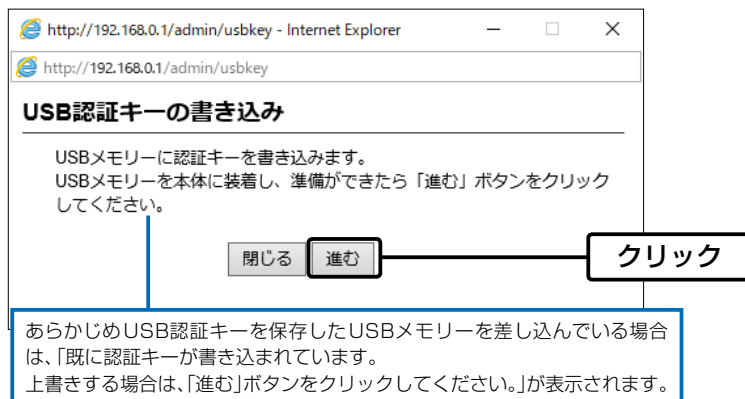 http://192.168.0.1/admin/usbkey - Internet Explorer
http://192.168.0.1/admin/usbkey
USB認証キーの書き込み
USBメモリーに認証キーを書き込みます。
USBメモリーを本体に装着し、準備ができたら「進む」ボタンをクリック
してください。
閉じる 進む
クリック
あらかじめUSB認証キーを保存したUSBメモリーを差し込んでいる場合
は、「既に認証キーが書き込まれています。
上書きする場合は、「進む」ボタンをクリックしてください。」が表示されます。